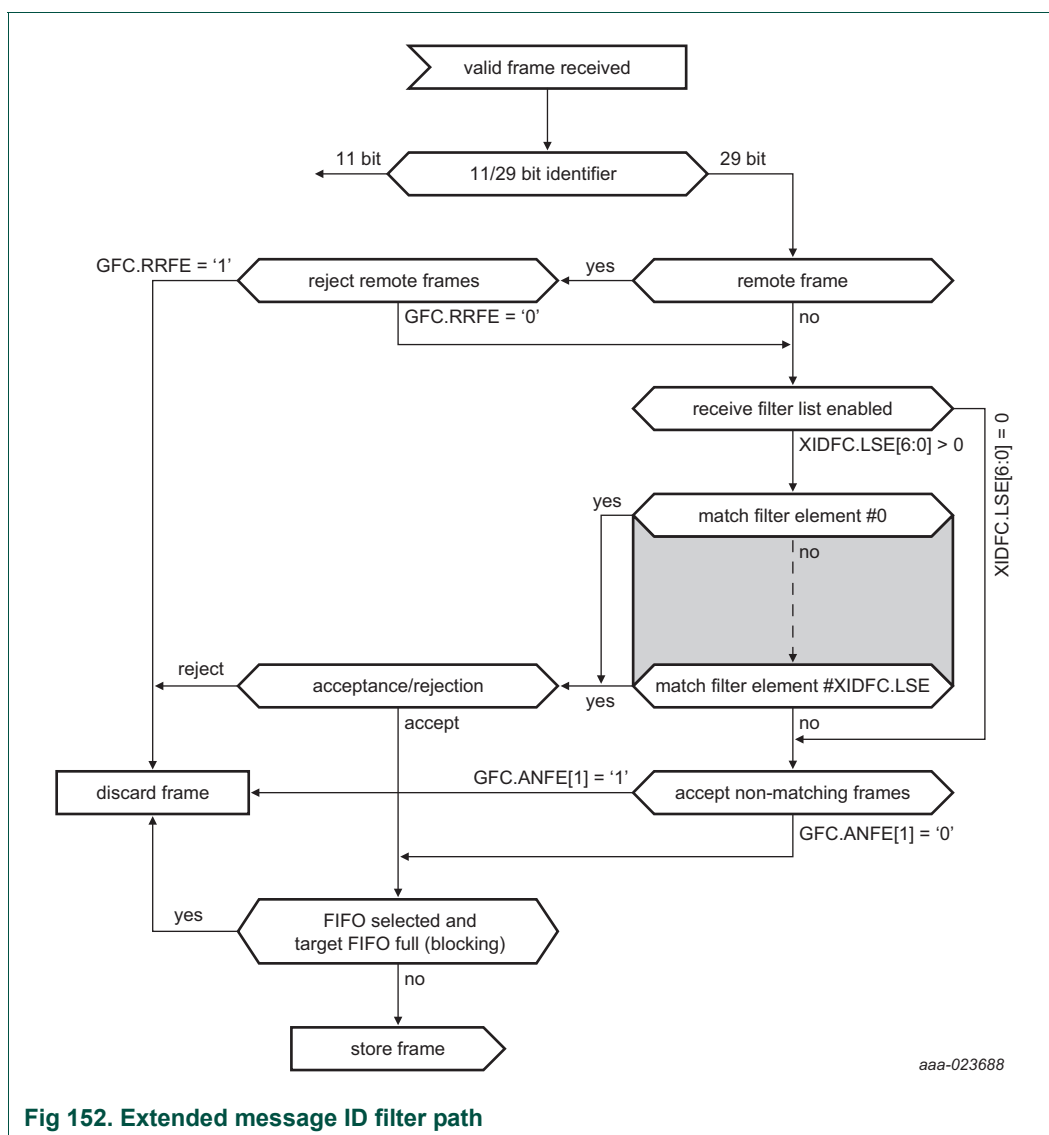 valid frame received
11 bit
11/29 bit identifier
29 bit
GFC.RRFE = ‘1’
reject remote frames
yes
remote frame
GFC.RRFE = ‘0’
no
receive filter list enabled
XIDFC.LSE[6:0] > 0
XIDFC.LSE[6:0] = 0
yes
match filter element #0
no
reject
acceptance/rejection
yes
match filter element #XIDFC.LSE
accept
no
discard frame
GFC.ANFE[1] = ‘1’
accept non-matching frames
GFC.ANFE[1] = ‘0’
yes
FIFO selected and
target FIFO full (blocking)
no
store frame
aaa-023688
Fig 152. Extended message ID filter path